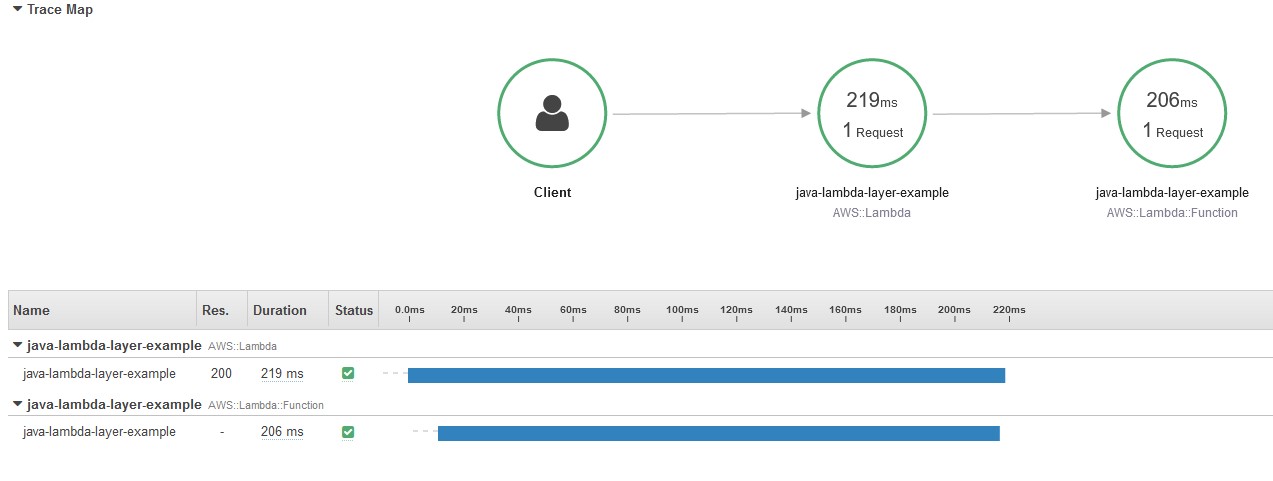 Trace Map
219ms
1 Request
206ms
1 Request
Client
java-lambda-layer-example
java-lambda-layer-example
AWS::Lambda
AWS::Lambda::Function
Name Res. Duration Status 0.0ms 20ms 40ms 60ms 80ms 100ms 120ms 140ms 160ms 180ms 200ms 220ms
java-lambda-layer-example AWS::Lambda
java-lambda-layer-example 200 219 ms
java-lambda-layer-example AWS::Lambda::Function
java-lambda-layer-example - 206 ms